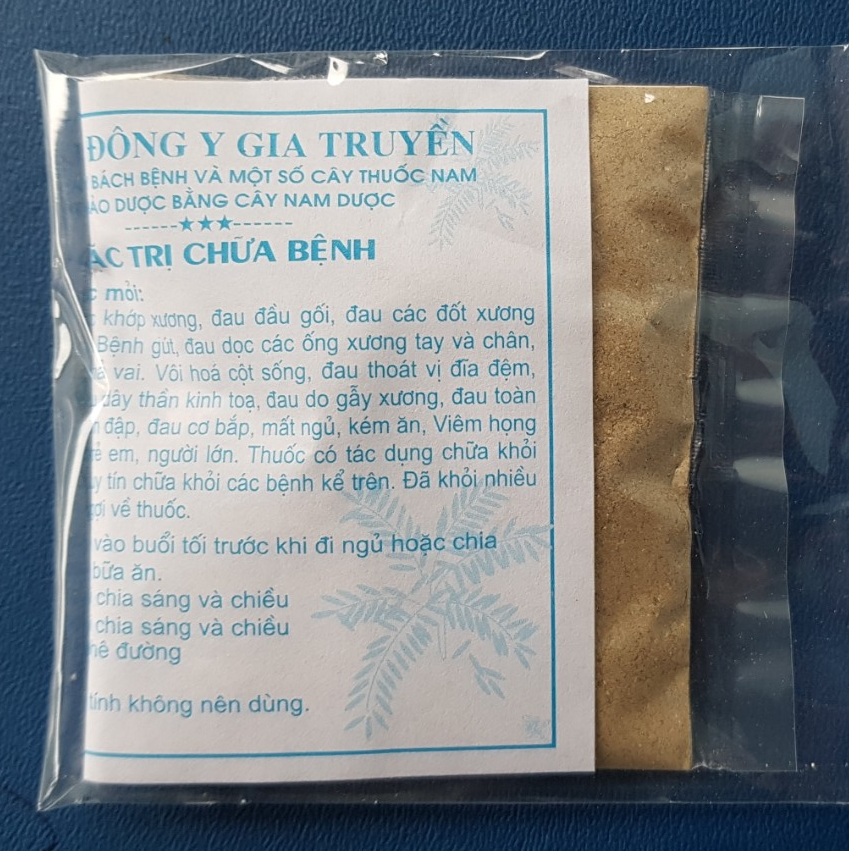 ĐÔNG Y GIA TRUYỀN
BÁCH BỆNH VÀ MỘT SỐ CÂY THUỐC NAM
DƯỢC BẰNG CÂY NAM DƯỢC
------★★★------
TRỊ CHỮA BỆNH
mỏi:
khớp xương, đau đầu gối, đau các đốt xương
Bệnh gút, đau dọc các ống xương tay và chân,
vai. Vôi hoá cột sống, đau thoát vị đĩa đệm,
dây thần kinh toạ, đau do gẫy xương, đau toàn
đập, đau cơ bắp, mất ngủ, kém ăn, Viêm họng
em, người lớn. Thuốc có tác dụng chữa khỏi
tín chữa khỏi các bệnh kể trên. Đã khỏi nhiều
về thuốc.
vào buổi tối trước khi đi ngủ hoặc chia
bữa ăn.
chia sáng và chiều
chia sáng và chiều
đường
tính không nên dùng.